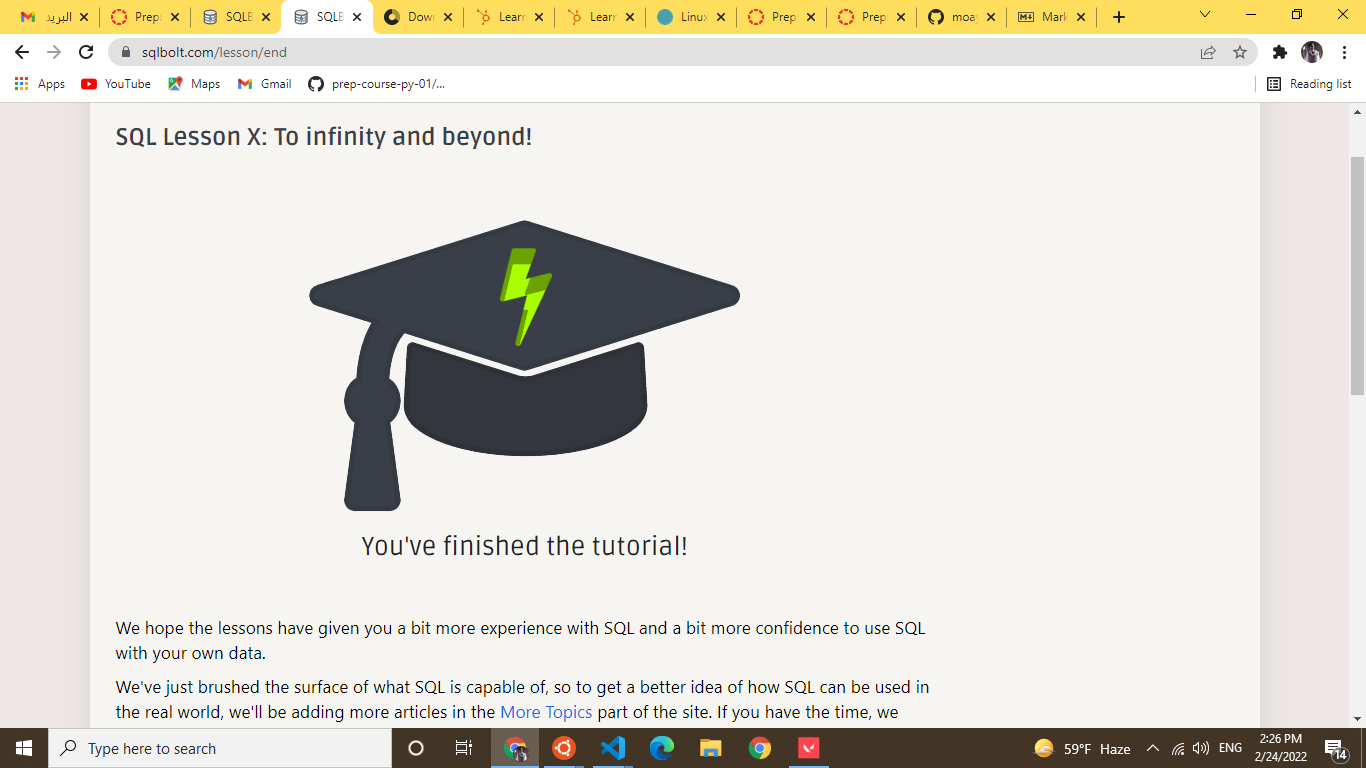 البريد
Prep
SQLB
SQLB
Dow
Learn
Learn
Linux
Prep
Prep
moay
Mark
sqlbolt.com/lesson/end
Apps YouTube Maps Gmail prep-course-py-01/... Reading list
SQL Lesson X: To infinity and beyond!
You've finished the tutorial!
We hope the lessons have given you a bit more experience with SQL and a bit more confidence to use SQL
with your own data.
We've just brushed the surface of what SQL is capable of, so to get a better idea of how SQL can be used in
the real world, we'll be adding more articles in the More Topics part of the site. If you have the time, we
Type here to search
59°F Haze
ENG
2:26 PM
2/24/2022
14